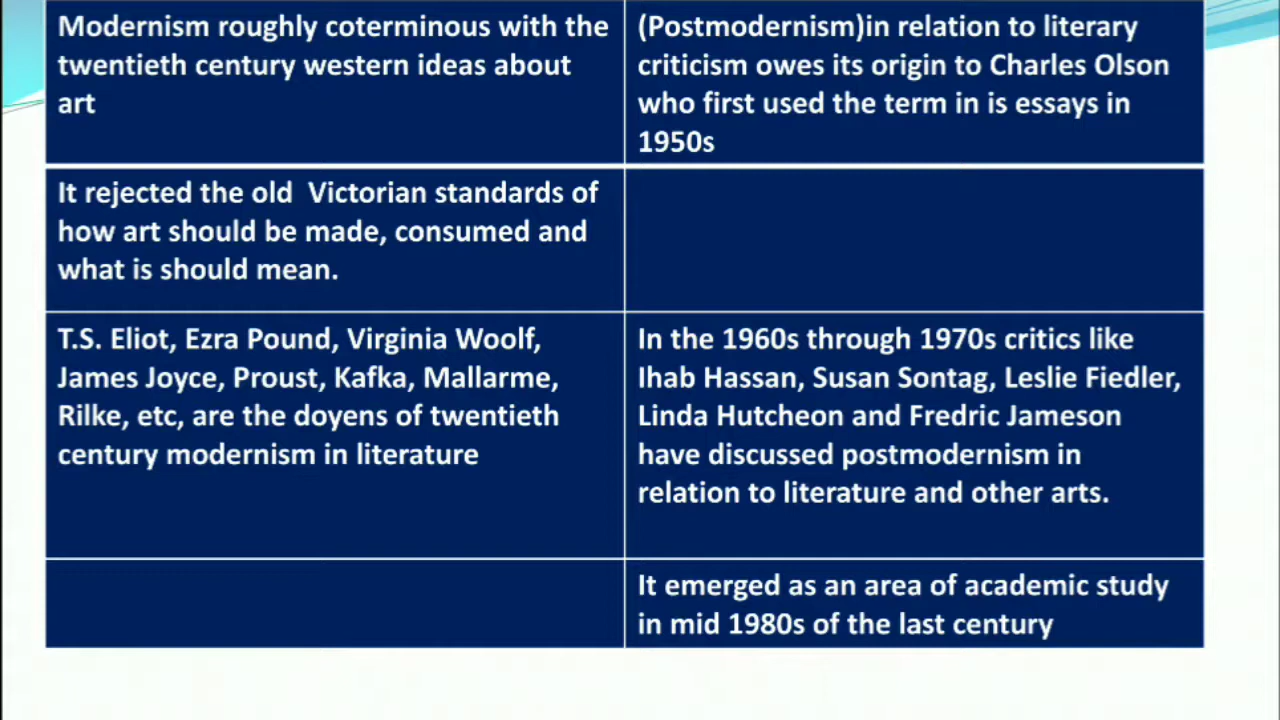 Modernism roughly coterminous with the
twentieth century western ideas about
art
(Postmodernism)in relation to literary
criticism owes its origin to Charles Olson
who first used the term in is essays in
1950s
It rejected the old  Victorian standards of
how art should be made, consumed and
what is should mean.
T.S. Eliot, Ezra Pound, Virginia Woolf,
James Joyce, Proust, Kafka, Mallarme,
Rilke, etc, are the doyens of twentieth
century modernism in literature
In the 1960s through 1970s critics like
Ihab Hassan, Susan Sontag, Leslie Fiedler,
Linda Hutcheon and Fredric Jameson
have discussed postmodernism in
relation to literature and other arts.
It emerged as an area of academic study
in mid 1980s of the last century